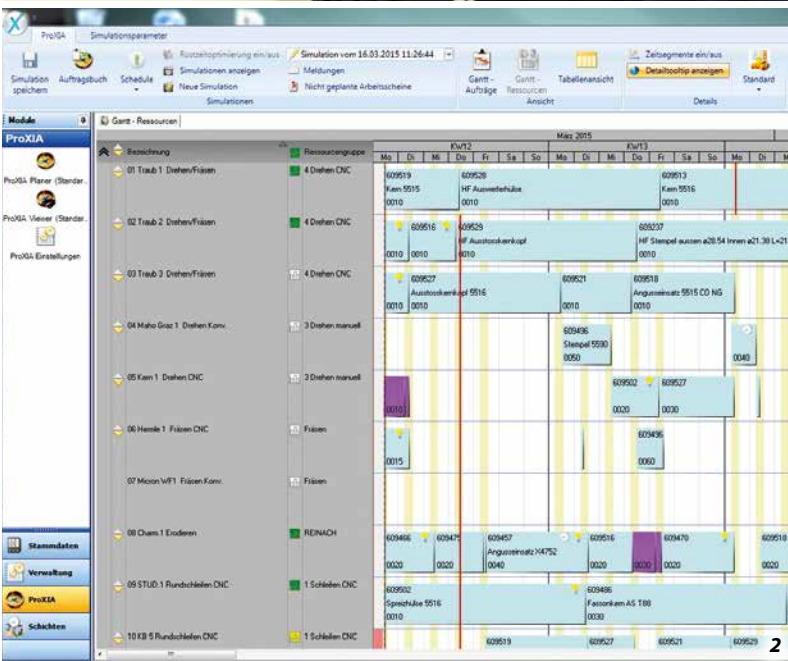 ProXIA Simulationsparameter
Rüstzeitoptimierung ein/aus Simulation vom 16.03.2015 11:26:44 Zeitsegmente ein/aus
Simulationen anzeigen Meldungen Detailtooltip anzeigen
Neue Simulation Nicht geplante Arbeitsscheine
Simulation speichern Auftragsbuch Schedule Gantt - Aufträge Gantt - Ressourcen Tabellenansicht Standard
Simulationen Ansicht Details
Module
ProXIA
ProXIA Planer (Standar..
ProXIA Viewer (Standar..
ProXIA Einstellungen
Stammdaten
Verwaltung
ProXIA
Schichten
Gantt - Ressourcen
März 2015
KW12 KW13
Bezeichnung Ressourcengruppe Mo Di Mi Do Fr Sa So Mo Di Mi Do Fr Sa So Mo Di
01 Traub 1 Drehen/Fräsen 4 Drehen CNC 609519 609528 609513
Kern 5515 HF Auswerferhülse Kern 5516
0010 0010 0010
02 Traub 2 Drehen/Fräsen 4 Drehen CNC 609516 609529 609237
HF Ausstosskernkopf HF Stempel aussen ø28.54 Innen ø21.30 L=21
0010 0010 0010 0010
03 Traub 3 Drehen/Fräsen 4 Drehen CNC 609527 609521 609518
Ausstosskernkopf 5516 Angusseinsatz 5515 CO NG
0010 0010 0010 0010
04 Maho Graz 1 Drehen Konv. 3 Drehen manuell 609496
Stempel 5590
0050 0040
05 Kern 1 Drehen CNC 3 Drehen manuell 609502 609527
0010 0020 0030
06 Hermle 1 Fräsen CNC Fräsen 609496
0015 0060
07 Micron WF1 Fräsen Konv. Fräsen
08 Charm.1 Eroderen REINACH 609466 609475 609457 609516 609470 609510
Angusseinsatz X4752
0020 0020 0040 0020 0030 0020 0020
09 STUD.1 Rundschleifen CNC 1 Schleifen CNC 609502 609486
Spreizhülse 5516 Fassonkern AS T88
0010 0030
10 KB 5 Rundschleifen CNC 1 Schleifen CNC 609519 609527 609521 609529
2